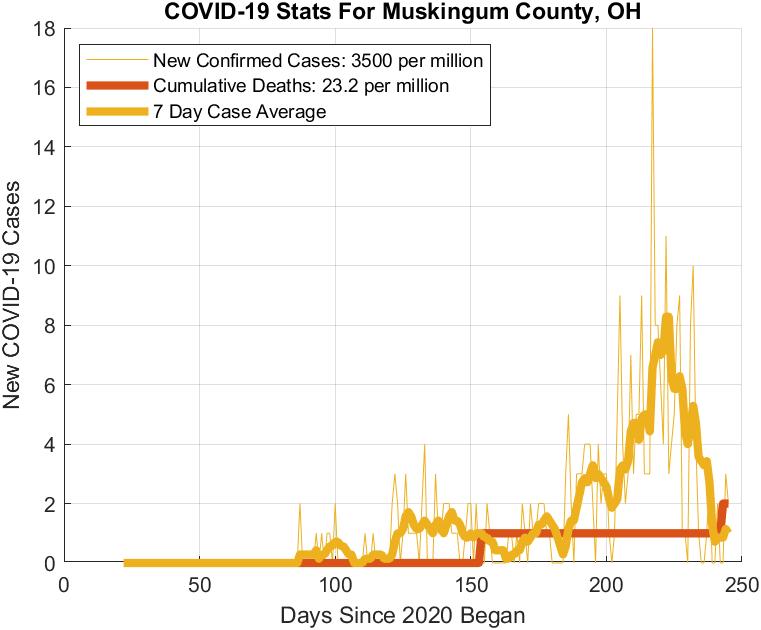 COVID-19 Stats For Muskingum County, OH
New Confirmed Cases: 3500 per million
Cumulative Deaths: 23.2 per million
7 Day Case Average
New COVID-19 Cases
18
16
14
12
10
8
6
4
2
0
0 50 100 150 200 250
Days Since 2020 Began